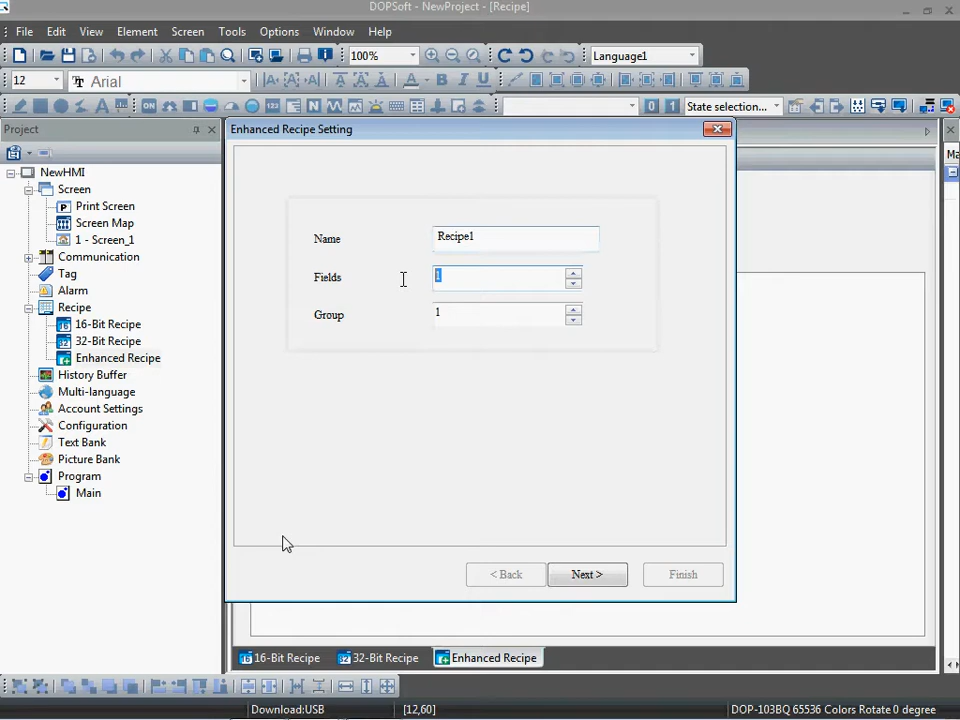 DOPSoft - NewProject - [Recipe]
File Edit View Element Screen Tools Options Window Help
100% Language1
12 Arial
State selection...
Project
Enhanced Recipe Setting
Ma
NewHMI
Screen
Print Screen
Screen Map
1 - Screen_1
Communication
Tag
Alarm
Recipe
16-Bit Recipe
32-Bit Recipe
Enhanced Recipe
History Buffer
Multi-language
Account Settings
Configuration
Text Bank
Picture Bank
Program
Main
Name Recipe1
Fields 1
Group 1
< Back Next > Finish
16-Bit Recipe 32-Bit Recipe Enhanced Recipe
Download:USB [12,60] DOP-103BQ 65536 Colors Rotate 0 degree